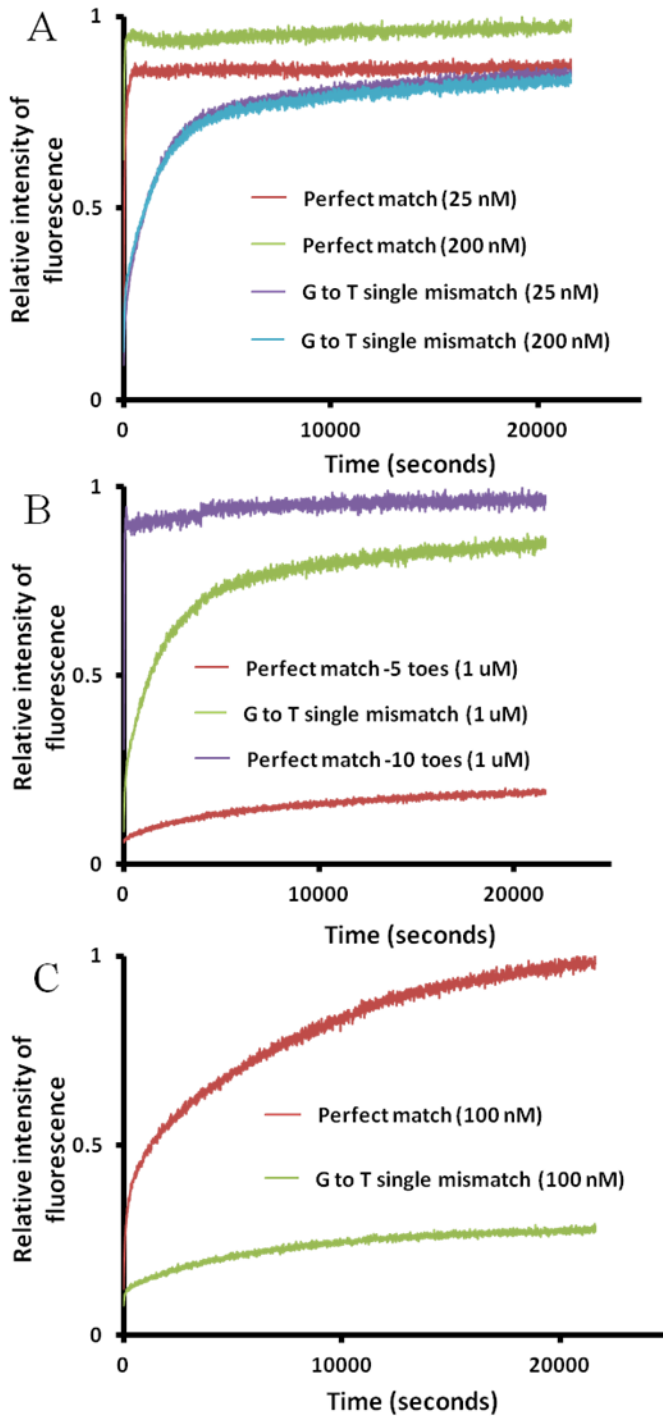 A
Relative intensity of
fluorescence
0.5
0
Perfect match (25 nM)
Perfect match (200 nM)
G to T single mismatch (25 nM)
G to T single mismatch (200 nM)
0
10000
20000
Time (seconds)
B
1
Relative intensity of
fluorescence
0.5
0
Perfect match -5 toes (1 uM)
G to T single mismatch (1 uM)
Perfect match -10 toes (1 uM)
0
10000
20000
Time (seconds)
C
1
Relative intensity of
fluorescence
0.5
0
Perfect match (100 nM)
G to T single mismatch (100 nM)
0
10000
20000
Time (seconds)